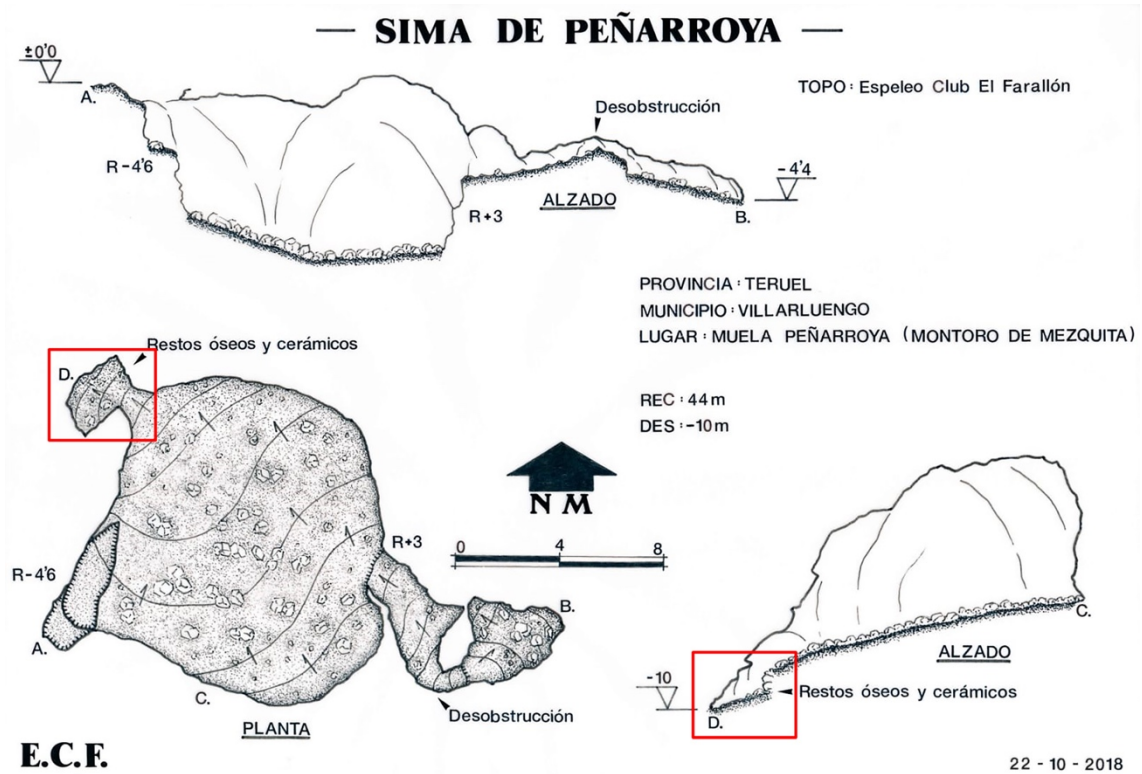 — SIMA DE PEÑARROYA —
±0'0
A.
TOPO: Espeleo Club El Farallón
Desobstrucción
R-4'6
-4'4
ALZADO
R+3
B.
PROVINCIA: TERUEL
MUNICIPIO: VILLARLUENGO
LUGAR: MUELA PEÑARROYA (MONTORO DE MEZQUITA)
Restos óseos y cerámicos
D.
REC: 44m
DES: -10m
N M
R+3
0 4 8
R-4'6
B.
A.
C.
ALZADO
C.
-10
Restos óseos y cerámicos
D.
Desobstrucción
PLANTA
E.C.F.
22-10-2018